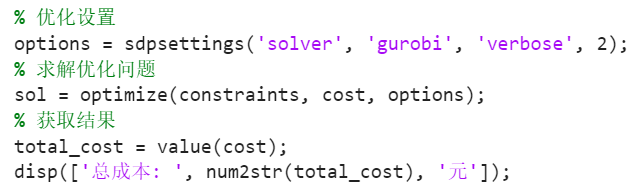 % 优化设置
options = sdpsettings('solver', 'gurobi', 'verbose', 2);
% 求解优化问题
sol = optimize(constraints, cost, options);
% 获取结果
total_cost = value(cost);
disp(['总成本: ', num2str(total_cost), '元']);